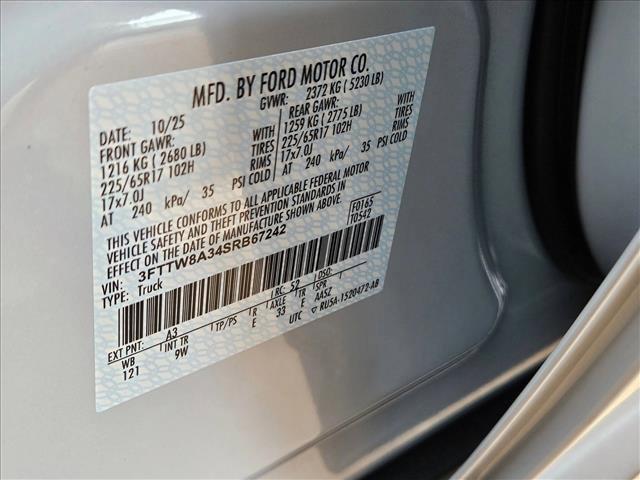 MFD. BY FORD MOTOR CO.
DATE: 10/25 GVWR: 2372 KG ( 5230 LB)
FRONT GAWR: REAR GAWR:
1216 KG ( 2680 LB) WITH 1259 KG ( 2775 LB) WITH
225/65R17 102H TIRES 225/65R17 102H TIRES
17x7.0J RIMS 17x7.0J RIMS
AT 240 kPa/ 35 PSI COLD AT 240 kPa/ 35 PSI COLD
THIS VEHICLE CONFORMS TO ALL APPLICABLE FEDERAL MOTOR
VEHICLE SAFETY AND THEFT PREVENTION STANDARDS IN
EFFECT ON THE DATE OF MANUFACTURE SHOWN ABOVE.
VIN: 3FTTW8A34SRB67242 F0165
TYPE: Truck T0542
EXT PNT: A3 RC: 52 DSO:
WB INT TR TP/PS R AXLE TR SPR
121 9W E 33 E AASZ
UTC RU5A-1520472-AB